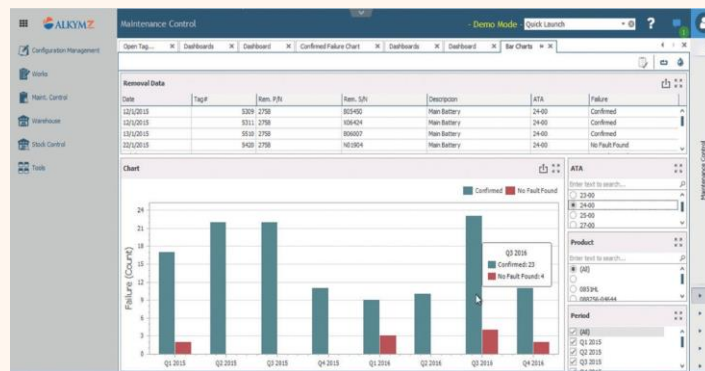 ALKYMZ
Maintenance Control
- Demo Mode -
Quick Launch
?
Configuration Management
Works
Maint. Control
Warehouse
Stock Control
Tools
Open Tag...
Dashboards
Dashboard
Confirmed Failure Chart
Dashboards
Dashboard
Bar Charts
Removal Data
Date Tag# Rem. P/N Rem. S/N Description ATA Failure
12/1/2015 5309 2758 B05450 Main Battery 24-00 Confirmed
12/1/2015 5311 2758 X06424 Main Battery 24-00 Confirmed
13/1/2015 5510 2758 B06007 Main Battery 24-00 Confirmed
22/1/2015 5420 2758 N01904 Main Battery 24-00 No Fault Found
Chart
Confirmed No Fault Found
Failure (Count)
24
21
18
15
12
9
6
3
0
Q1 2015 Q2 2015 Q3 2015 Q4 2015 Q1 2016 Q2 2016 Q3 2016 Q4 2016
Q3 2016
Confirmed: 23
No Fault Found: 4
ATA
Enter text to search...
23-00
24-00
25-00
27-00
Product
Enter text to search...
(All)
0851HL
088256-04644
Period
(All)
Q1 2015
Q2 2015
Q3 2015
Maintenance Control